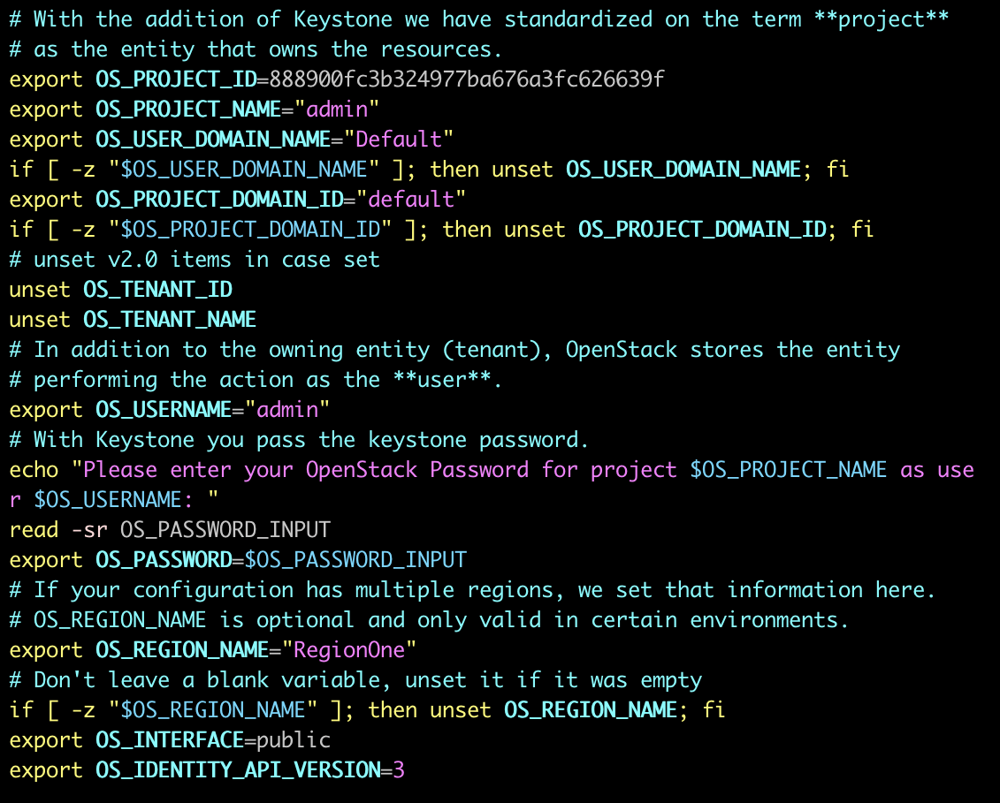 # With the addition of Keystone we have standardized on the term **project**
# as the entity that owns the resources.
export OS_PROJECT_ID=888900fc3b324977ba676a3fc626639f
export OS_PROJECT_NAME="admin"
export OS_USER_DOMAIN_NAME="Default"
if [ -z "$OS_USER_DOMAIN_NAME" ]; then unset OS_USER_DOMAIN_NAME; fi
export OS_PROJECT_DOMAIN_ID="default"
if [ -z "$OS_PROJECT_DOMAIN_ID" ]; then unset OS_PROJECT_DOMAIN_ID; fi
# unset v2.0 items in case set
unset OS_TENANT_ID
unset OS_TENANT_NAME
# In addition to the owning entity (tenant), OpenStack stores the entity
# performing the action as the **user**.
export OS_USERNAME="admin"
# With Keystone you pass the keystone password.
echo "Please enter your OpenStack Password for project $OS_PROJECT_NAME as use
r $OS_USERNAME: "
read -sr OS_PASSWORD_INPUT
export OS_PASSWORD=$OS_PASSWORD_INPUT
# If your configuration has multiple regions, we set that information here.
# OS_REGION_NAME is optional and only valid in certain environments.
export OS_REGION_NAME="RegionOne"
# Don't leave a blank variable, unset it if it was empty
if [ -z "$OS_REGION_NAME" ]; then unset OS_REGION_NAME; fi
export OS_INTERFACE=public
export OS_IDENTITY_API_VERSION=3